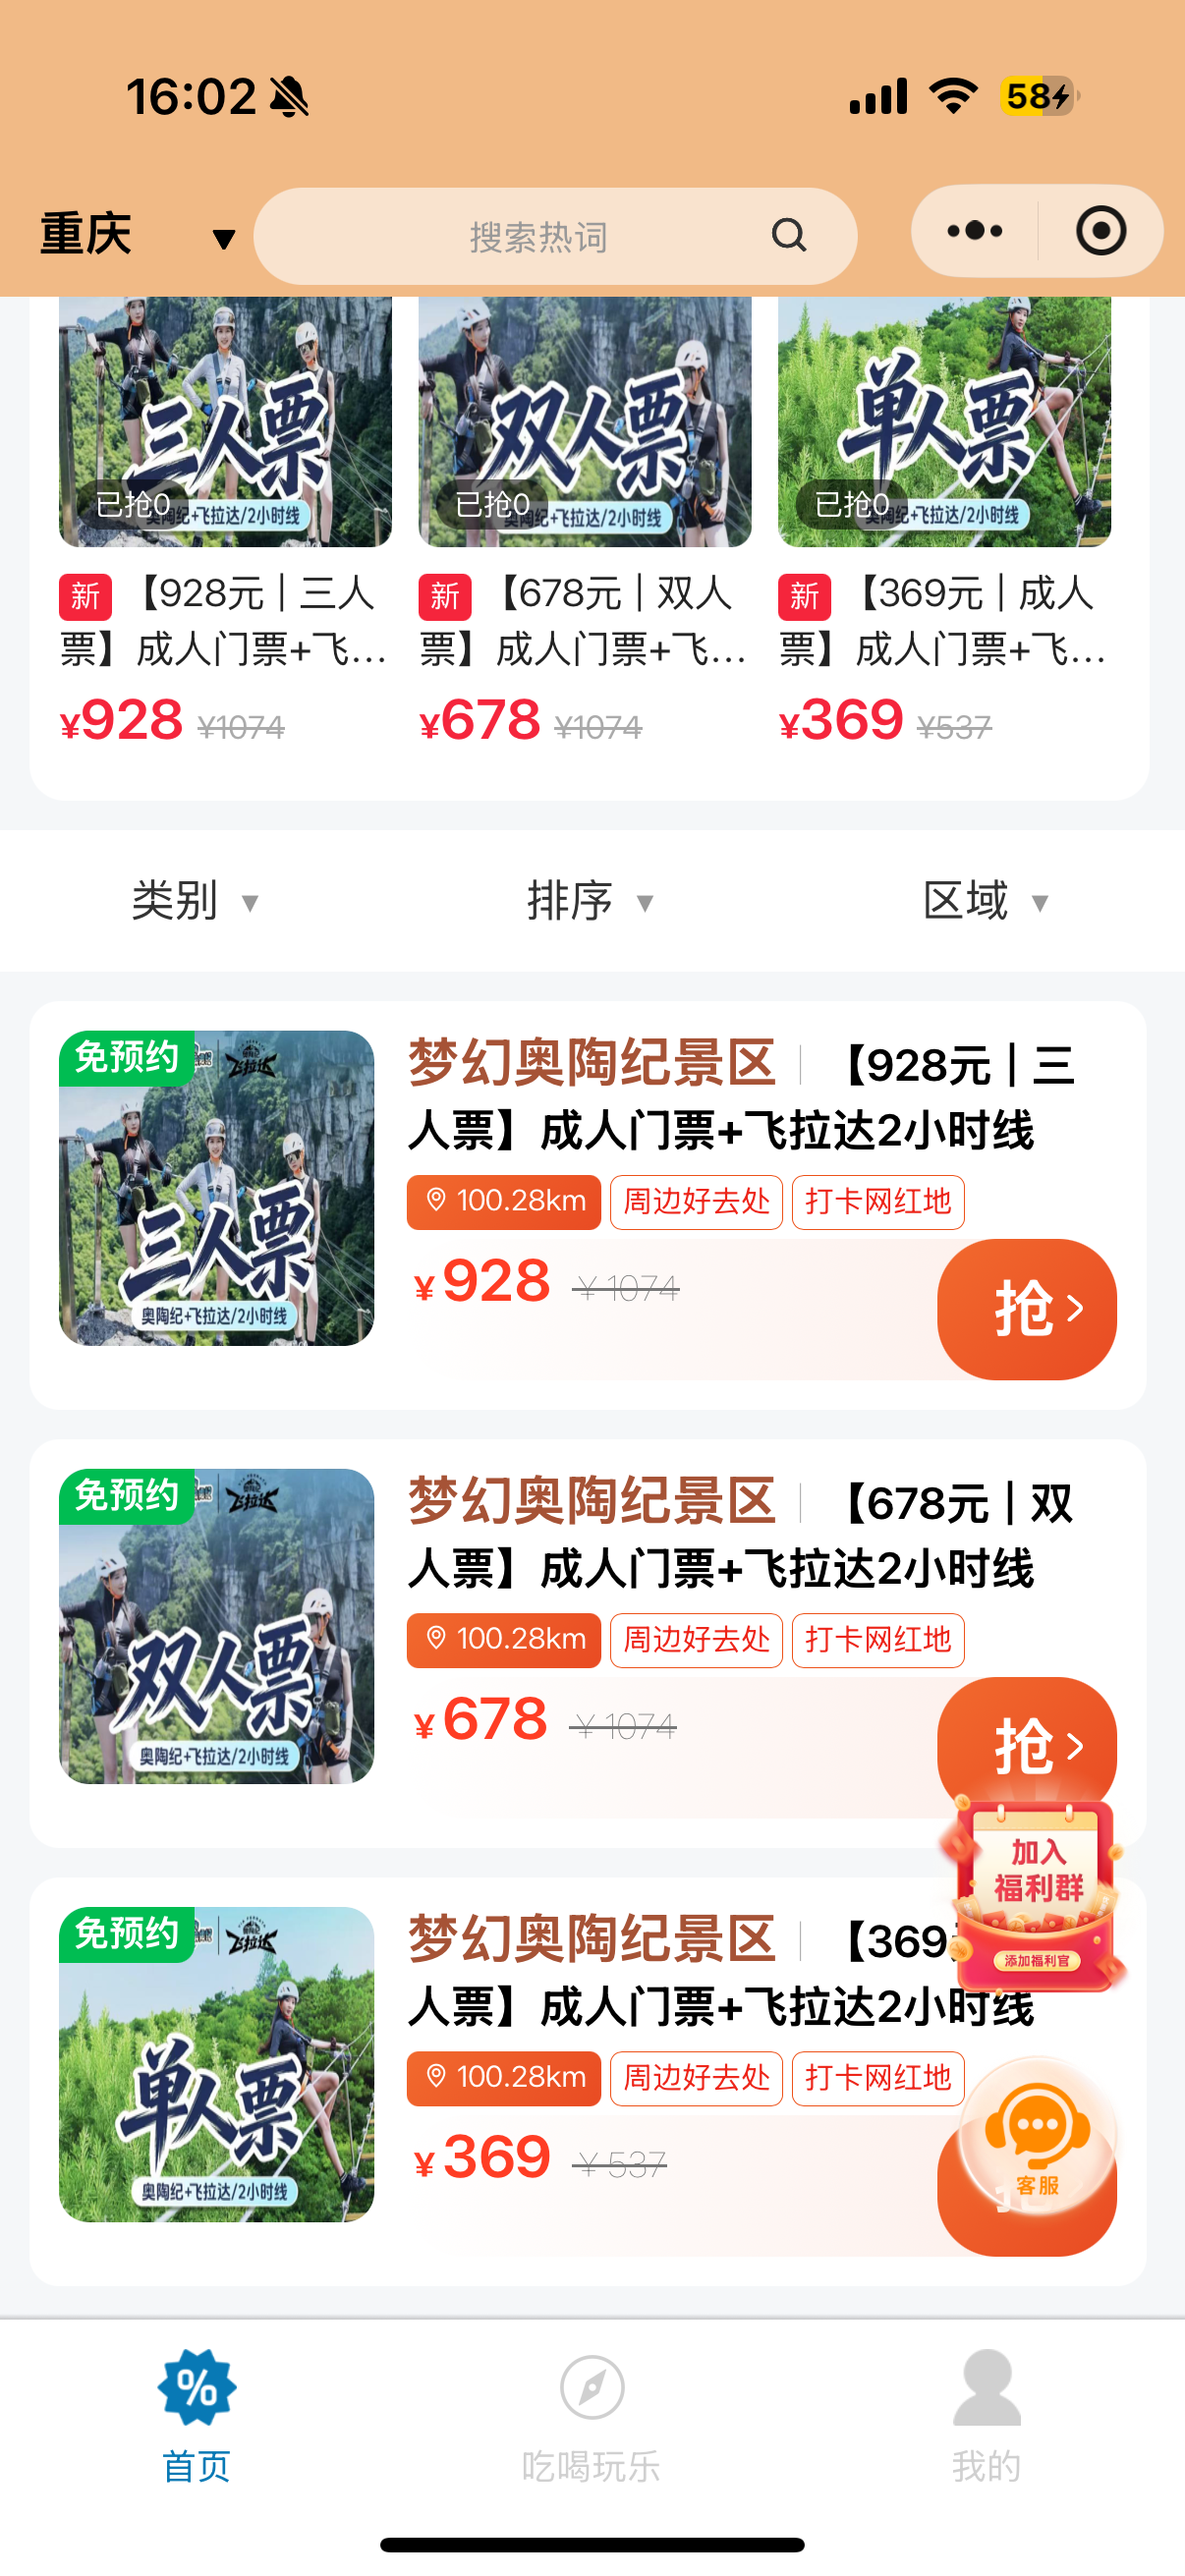 16:02
58
重庆
搜索热词
三人票
双人票
单人票
已抢0
奥陶纪+飞拉达/2小时线
已抢0
奥陶纪+飞拉达/2小时线
已抢0
奥陶纪+飞拉达/2小时线
新 【928元 | 三人
票】成人门票+飞...
¥928 ¥1074
新 【678元 | 双人
票】成人门票+飞...
¥678 ¥1074
新 【369元 | 成人
票】成人门票+飞...
¥369 ¥537
类别
排序
区域
免预约
飞拉达
三人票
奥陶纪+飞拉达/2小时线
梦幻奥陶纪景区 | 【928元 | 三
人票】成人门票+飞拉达2小时线
100.28km 周边好去处 打卡网红地
¥928 ¥1074
抢
免预约
飞拉达
双人票
奥陶纪+飞拉达/2小时线
梦幻奥陶纪景区 | 【678元 | 双
人票】成人门票+飞拉达2小时线
100.28km 周边好去处 打卡网红地
¥678 ¥1074
抢
加入
福利群
添加福利官
免预约
飞拉达
单人票
奥陶纪+飞拉达/2小时线
梦幻奥陶纪景区 | 【369
人票】成人门票+飞拉达2小时线
100.28km 周边好去处 打卡网红地
¥369 ¥537
客服
首页
吃喝玩乐
我的